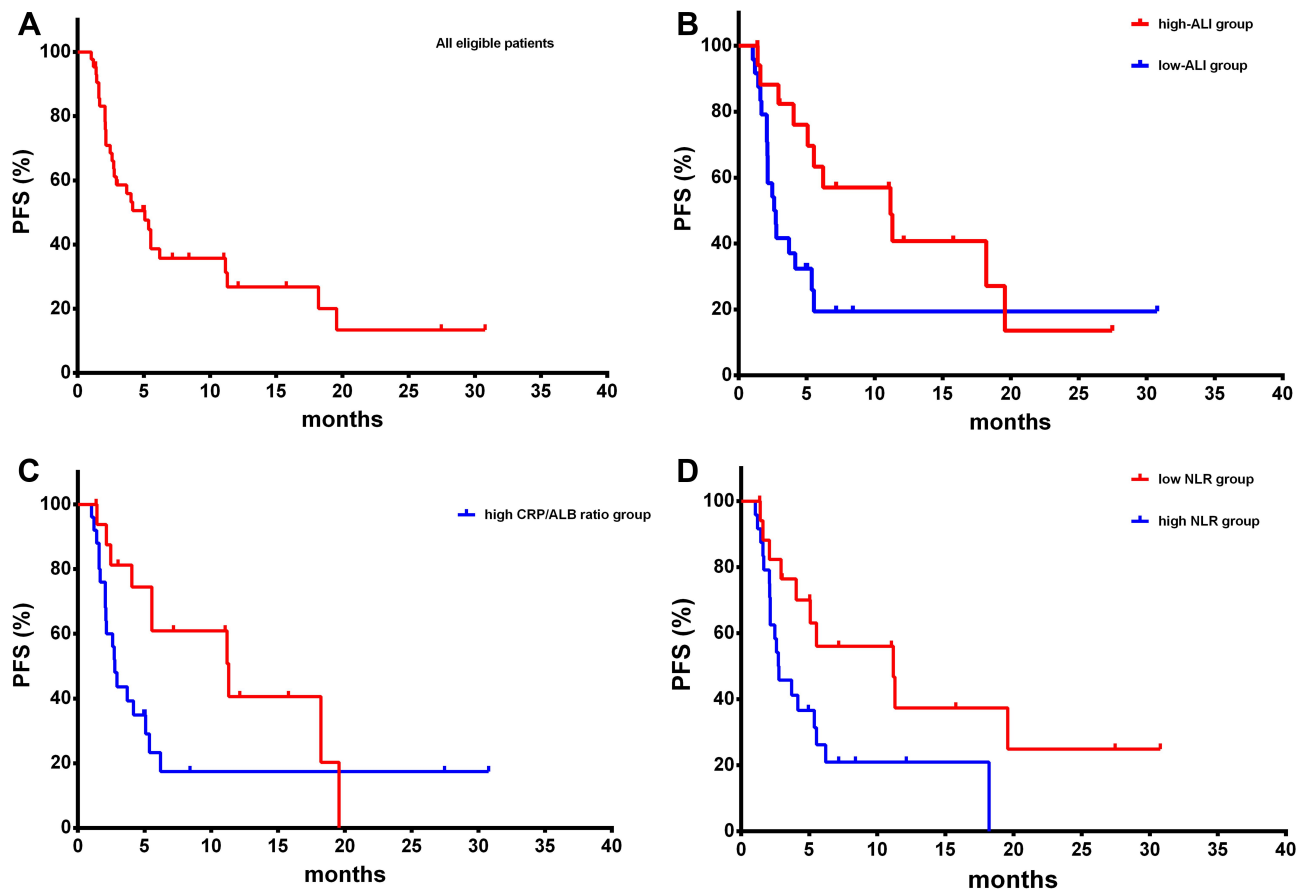 A
All eligible patients
PFS (%)
100
80
60
40
20
0
0 5 10 15 20 25 30 35 40
months
B
high-ALI group
low-ALI group
PFS (%)
100
80
60
40
20
0
0 5 10 15 20 25 30 35 40
months
C
high CRP/ALB ratio group
PFS (%)
100
80
60
40
20
0
0 5 10 15 20 25 30 35 40
months
D
low NLR group
high NLR group
PFS (%)
100
80
60
40
20
0
0 5 10 15 20 25 30 35 40
months